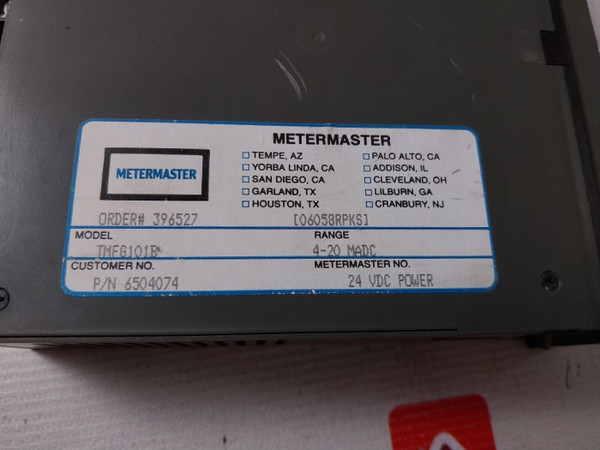 METERMASTER
METERMASTER
□ TEMPE, AZ □ PALO ALTO, CA
□ YORBA LINDA, CA □ ADDISON, IL
□ SAN DIEGO, CA □ CLEVELAND, OH
□ GARLAND, TX □ LILBURN, GA
□ HOUSTON, TX □ CRANBURY, NJ
ORDER# 396527 [06058RPKS]
MODEL RANGE
TMFG101B 4-20 MADC
CUSTOMER NO. METERMASTER NO.
P/N 6504074 24 VDC POWER